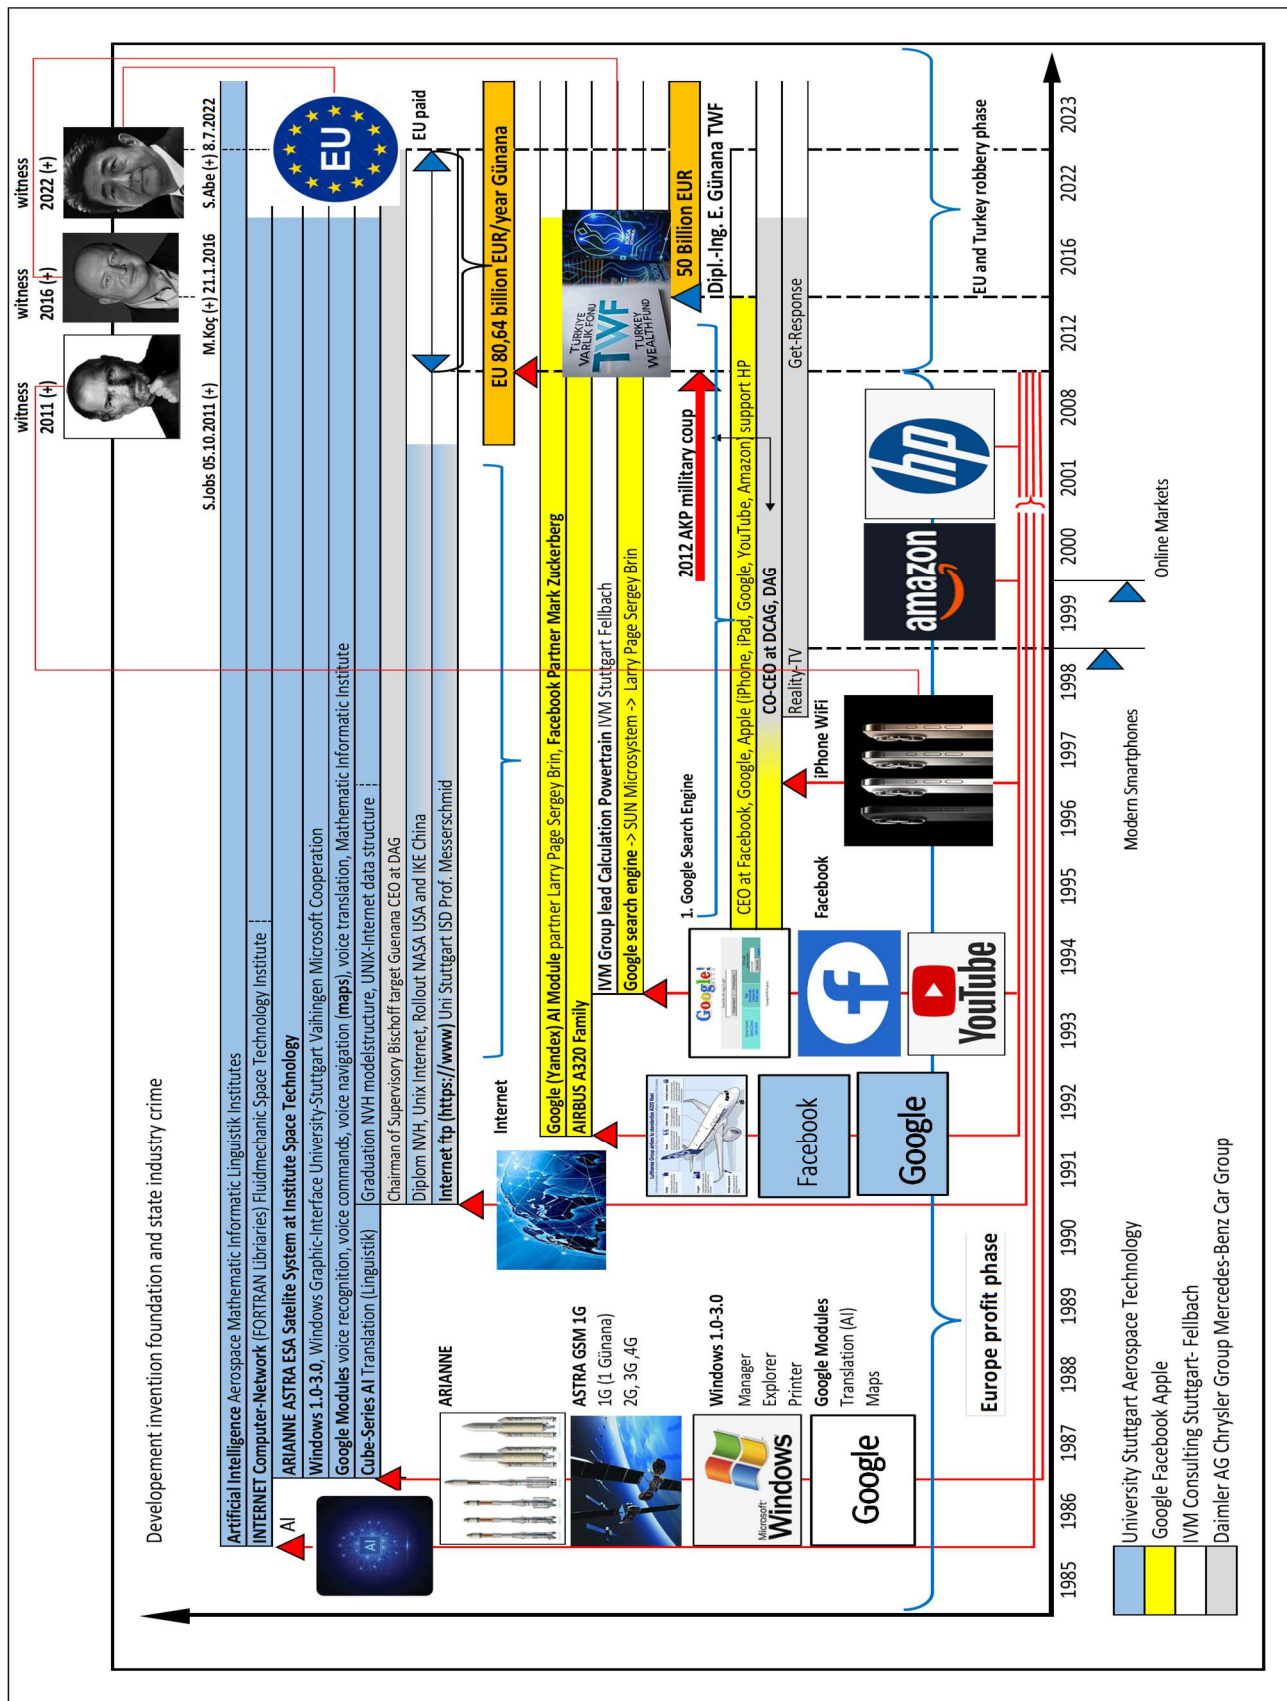 Developement invention foundation and state industry crime
witness
2011 (+)
witness
2016 (+)
witness
2022 (+)
S.Jobs 05.10.2011 (+)
M.Koç (+) 21.1.2016
S.Abe (+) 8.7.2022
Artificial Intelligence Aerospace Mathematic Informatic Linguistik Institutes
INTERNET Computer-Network (FORTRAN Libraries) Fluidmechanic Space Technology Institute
ARIANNE ASTRA ESA Satelite System at Institute Space Technology
Windows 1.0-3.0, Windows Graphic-Interface University-Stuttgart Vaihingen Microsoft Cooperation
Google Modules voice recognition, voice commands, voice navigation (maps), voice translation, Mathematic Informatic Institute
Cube-Series AI Translation (Linguistik)
Graduation NVH modelstructure, UNIX-Internet data structure
Chairman of Supervisory Bischoff target Guenana CEO at DAG
Diplom NVH, Unix Internet, Rollout NASA USA and IKE China
Internet ftp (https://www) Uni Stuttgart ISD Prof. Messerschmid
AI
AI
EU
EU paid
EU 80,64 billion EUR/year Günana
Internet
Google (Yandex) AI Module partner Larry Page Sergey Brin, Facebook Partner Mark Zuckerberg
AIRBUS A320 Family
IVM Group lead Calculation Powertrain IVM Stuttgart Fellbach
Google search engine -> SUN Microsystem -> Larry Page Sergey Brin
TÜRKİYE
VARLIK FONU
TWF
TURKEY
WEALTH FUND
50 Billion EUR
Dipl.-Ing. E. Günana TWF
2012 AKP millitary coup
1. Google Search Engine
CEO at Facebook, Google, Apple (iPhone, iPad, Google, YouTube, Amazon) support HP
CO-CEO at DCAG, DAG
Reality-TV
Get-Response
ARIANNE
ASTRA GSM 1G
1G (1 Günana)
2G, 3G ,4G
Windows 1.0-3.0
Manager
Explorer
Printer
Google Modules
Translation (AI)
Maps
Microsoft
Windows
Google
Facebook
Google
Google!
Facebook
YouTube
iPhone WiFi
amazon
hp
Europe profit phase
EU and Turkey robbery phase
1985
1986
1987
1988
1989
1990
1991
1992
1993
1994
1995
1996
1997
1998
1999
2000
2001
2008
2012
2016
2022
2023
Modern Smartphones
Online Markets
University Stuttgart Aerospace Technology
Google Facebook Apple
IVM Consulting Stuttgart- Fellbach
Daimler AG Chrysler Group Mercedes-Benz Car Group